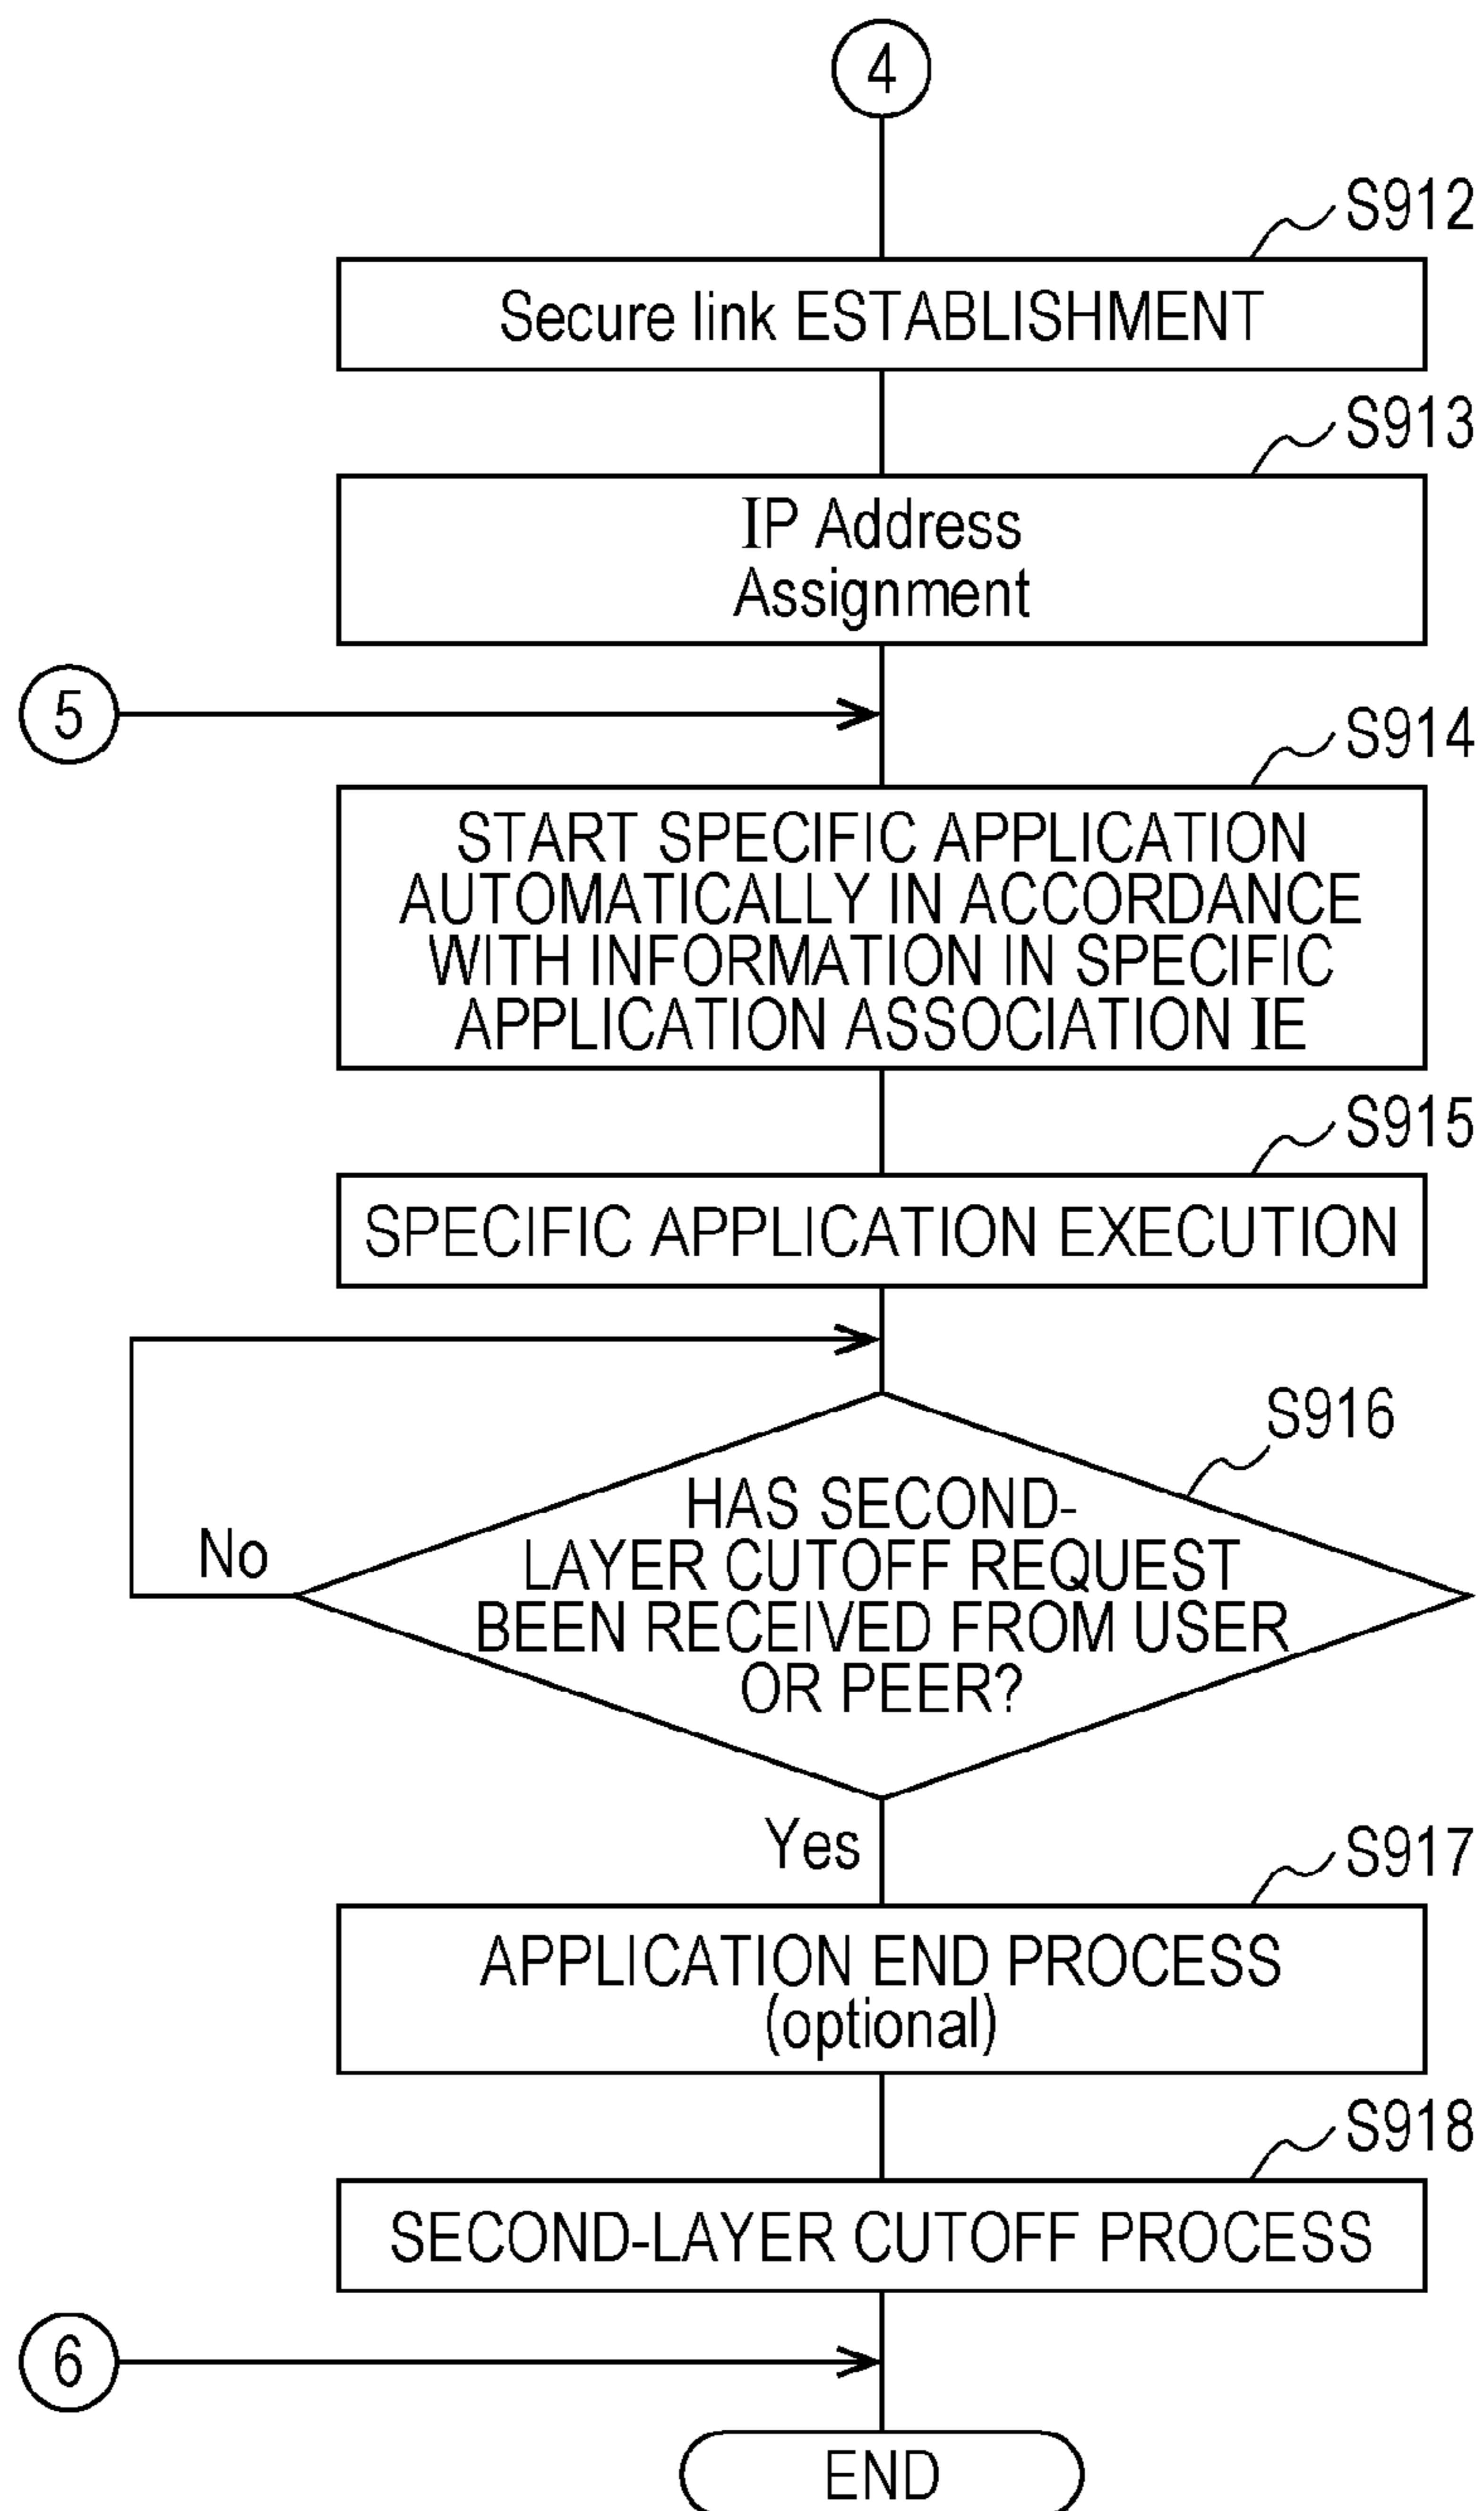 4
S912
Secure link ESTABLISHMENT
S913
IP Address
Assignment
5
S914
START SPECIFIC APPLICATION
AUTOMATICALLY IN ACCORDANCE
WITH INFORMATION IN SPECIFIC
APPLICATION ASSOCIATION IE
S915
SPECIFIC APPLICATION EXECUTION
S916
HAS SECOND-
LAYER CUTOFF REQUEST
BEEN RECEIVED FROM USER
OR PEER?
No
Yes
S917
APPLICATION END PROCESS
(optional)
S918
SECOND-LAYER CUTOFF PROCESS
6
END